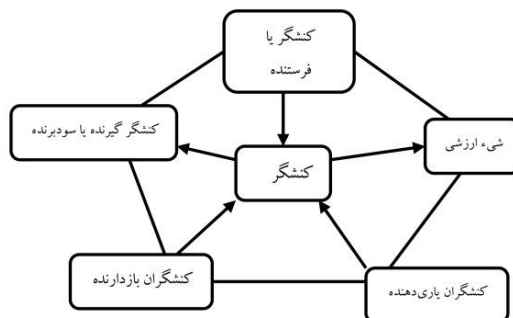 کنشگر یا
فرستنده
کنشگر گیرنده یا سودبرنده
شیء ارزشی
کنشگر
کنشگران بازدارنده
کنشگران یاری‌دهنده